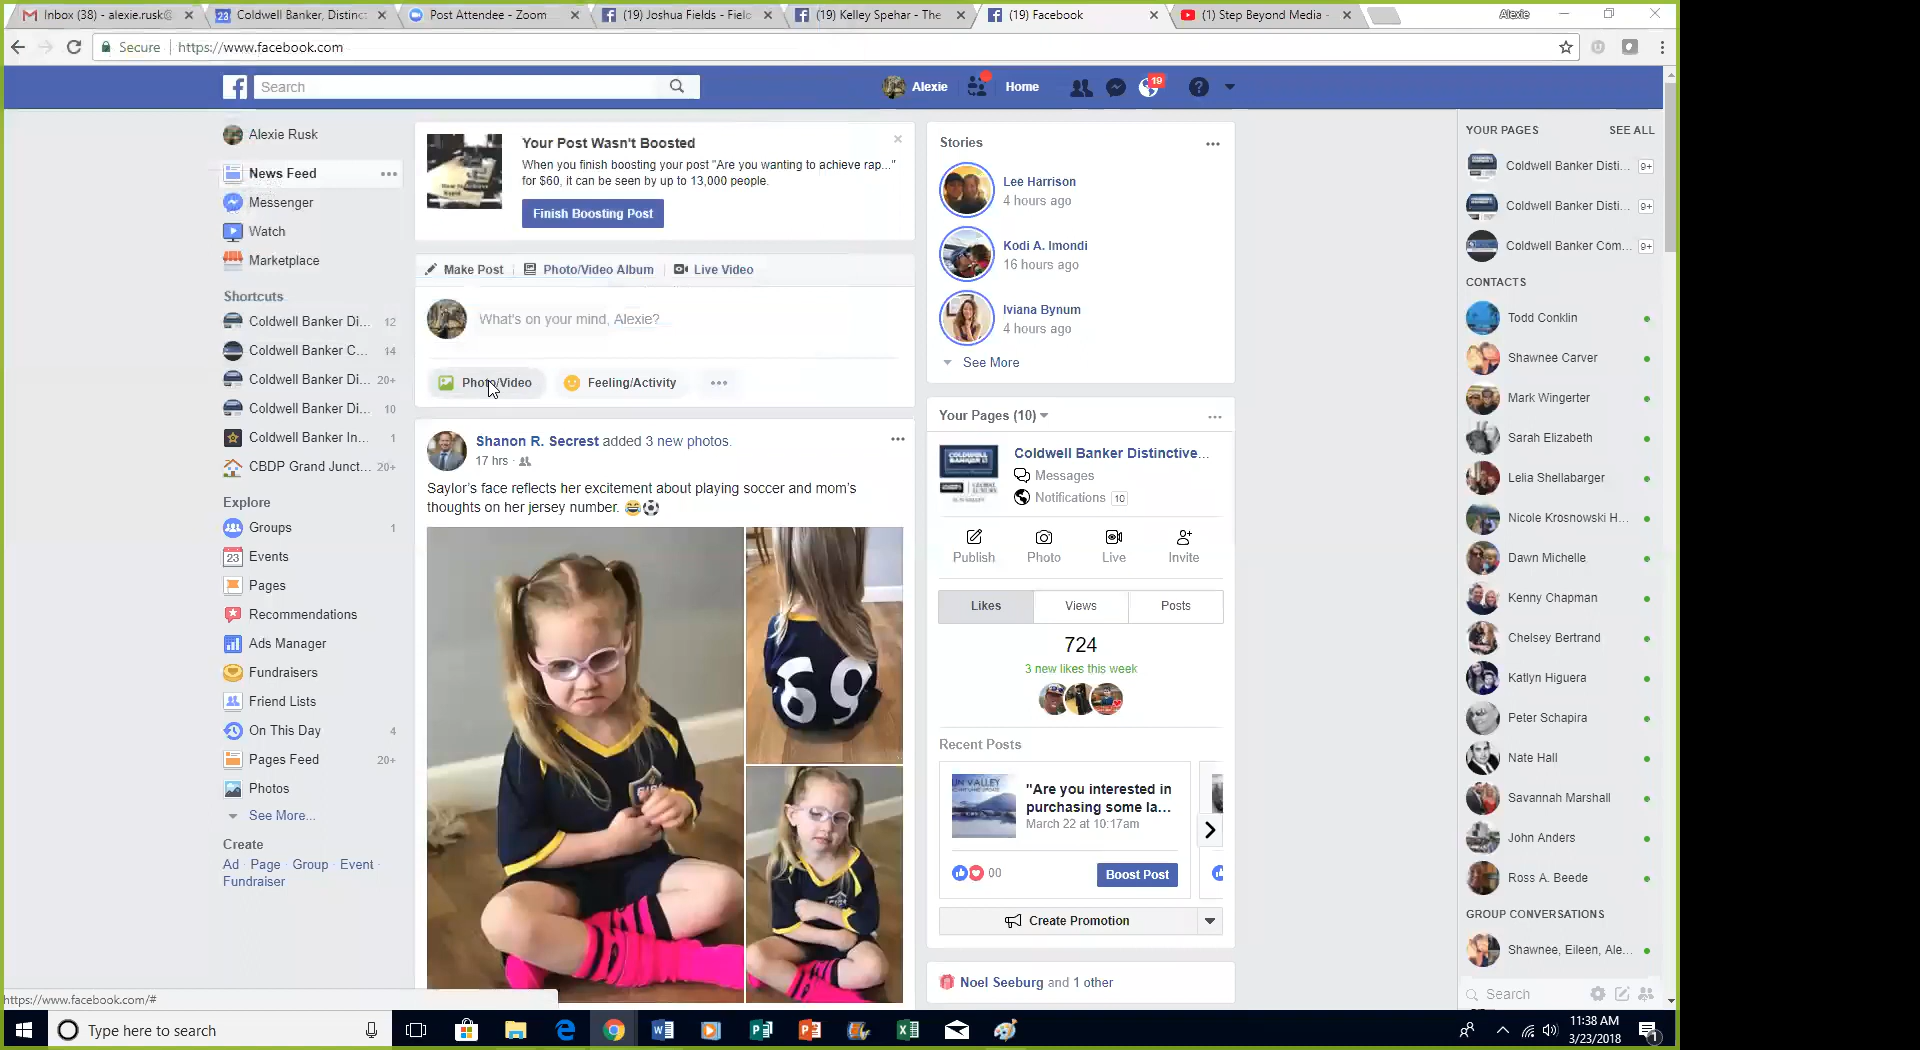 Inbox (38) - alexie.rusk@
Coldwell Banker, Distinct
Post Attendee - Zoom
(19) Joshua Fields - Fiel
(19) Kelley Spehar - The
(19) Facebook
(1) Step Beyond Media -
Alexie
Secure
https://www.facebook.com
Search
Alexie
Home
19
Alexie Rusk
News Feed
Messenger
Watch
Marketplace
Shortcuts
Coldwell Banker Di... 12
Coldwell Banker C... 14
Coldwell Banker Di... 20+
Coldwell Banker Di... 10
Coldwell Banker In... 1
CBDP Grand Junct... 20+
Explore
Groups 1
23 Events
Pages
Recommendations
Ads Manager
Fundraisers
Friend Lists
On This Day 4
Pages Feed 20+
Photos
See More...
Create
Ad · Page · Group · Event ·
Fundraiser
Your Post Wasn't Boosted
When you finish boosting your post "Are you wanting to achieve rap..."
for $60, it can be seen by up to 13,000 people.
Finish Boosting Post
Make Post
Photo/Video Album
Live Video
What's on your mind, Alexie?
Photo/Video
Feeling/Activity
Shanon R. Secrest added 3 new photos.
17 hrs ·
Saylor's face reflects her excitement about playing soccer and mom's
thoughts on her jersey number.
69
Stories
Lee Harrison
4 hours ago
Kodi A. Imondi
16 hours ago
Iviana Bynum
4 hours ago
See More
Your Pages (10)
Coldwell Banker Distinctive...
Messages
Notifications 10
Publish
Photo
Live
Invite
Likes
Views
Posts
724
3 new likes this week
Recent Posts
"Are you interested in
purchasing some la...
March 22 at 10:17am
00
Boost Post
Create Promotion
Noel Seeburg and 1 other
YOUR PAGES
SEE ALL
Coldwell Banker Disti... 9+
Coldwell Banker Disti... 9+
Coldwell Banker Com... 9+
CONTACTS
Todd Conklin
Shawnee Carver
Mark Wingerter
Sarah Elizabeth
Lelia Shellabarger
Nicole Krosnowski H...
Dawn Michelle
Kenny Chapman
Chelsey Bertrand
Katlyn Higuera
Peter Schapira
Nate Hall
Savannah Marshall
John Anders
Ross A. Beede
GROUP CONVERSATIONS
Shawnee, Eileen, Ale...
Search
https://www.facebook.com/#
Type here to search
11:38 AM
3/23/2018
1